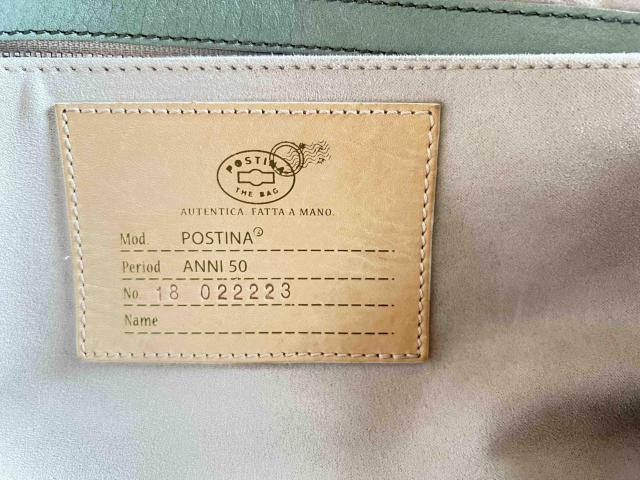 POSTINA
THE BAG
AUTENTICA. FATTA A MANO.
Mod. POSTINA
Period ANNI 50
No. 18 022223
Name